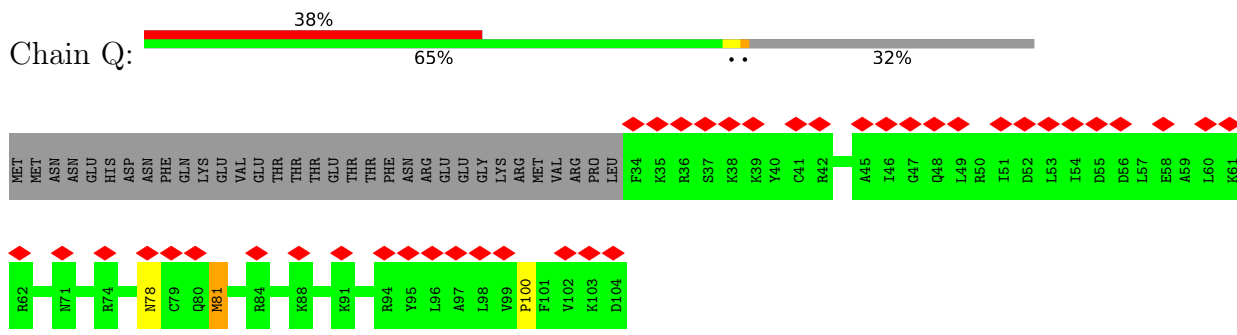 38%
Chain Q:
65%
• •
32%
MET MET ASN ASN GLU HIS ASP ASN PHE GLN LYS GLU VAL GLU THR THR THR GLU THR THR PHE ASN ARG GLU GLU GLY LYS ARG MET VAL ARG PRO LEU F34 K35 R36 S37 K38 K39 Y40 C41 R42 A45 I46 G47 Q48 L49 R50 I51 D52 L53 I54 D55 D56 L57 E58 A59 L60 K61
R62 N71 R74 N78 C79 Q80 M81 R84 K88 K91 R94 Y95 L96 A97 L98 V99 P100 F101 V102 K103 D104